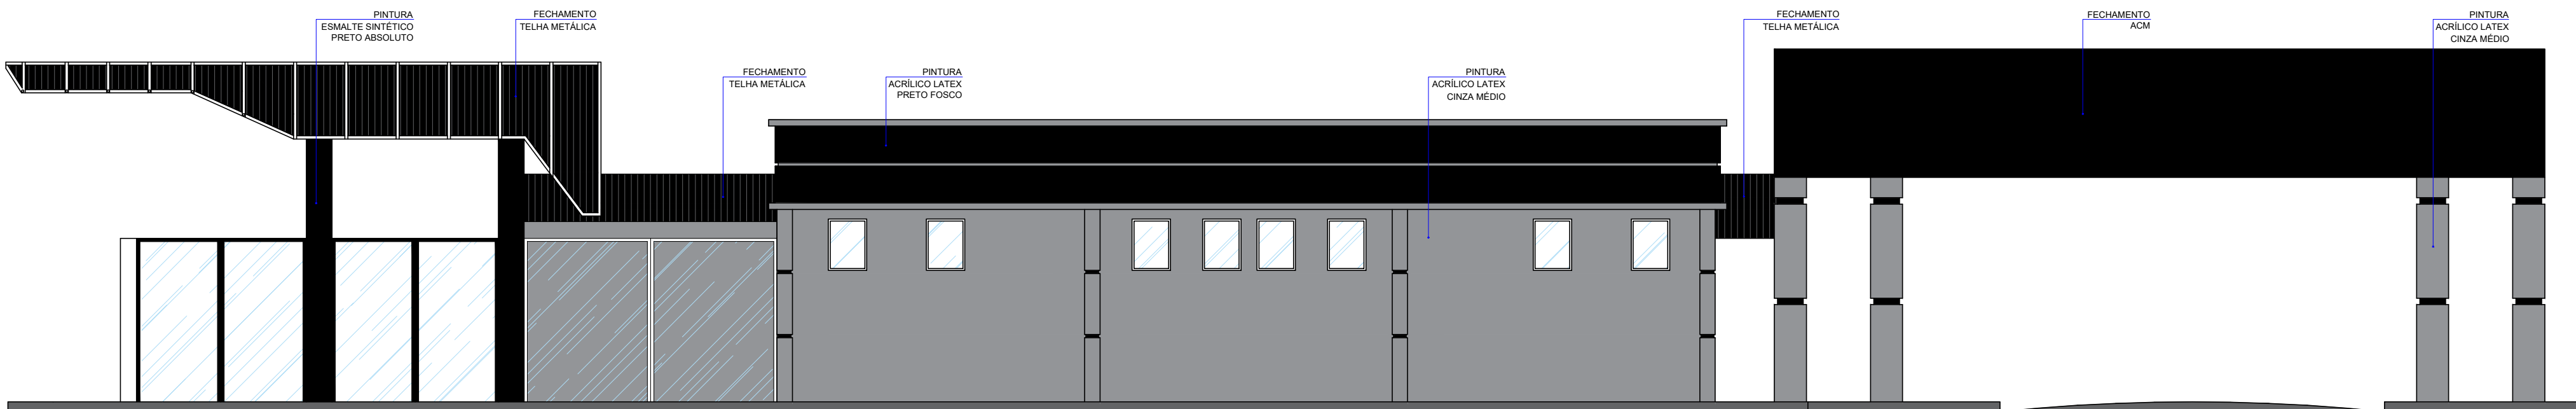 PINTURA
ESMALTE SINTÉTICO
PRETO ABSOLUTO
FECHAMENTO
TELHA METÁLICA
FECHAMENTO
TELHA METÁLICA
PINTURA
ACRÍLICO LATEX
PRETO FOSCO
PINTURA
ACRÍLICO LATEX
CINZA MÉDIO
FECHAMENTO
TELHA METÁLICA
FECHAMENTO
ACM
PINTURA
ACRÍLICO LATEX
CINZA MÉDIO